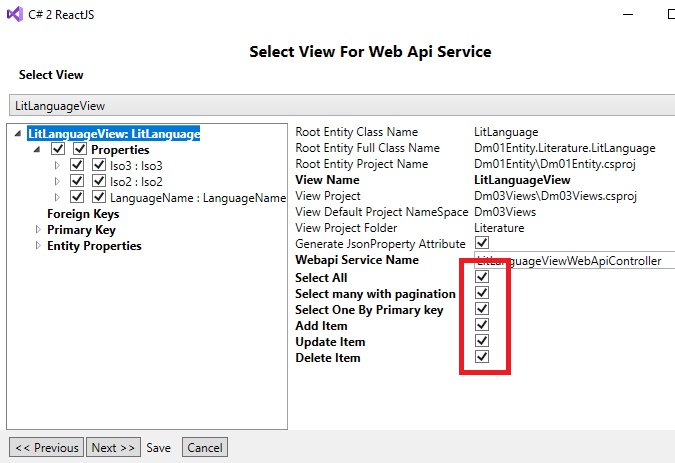 C# 2 ReactJS
Select View For Web Api Service
Select View
LitLanguageView
LitLanguageView: LitLanguage
Properties
Iso3 : Iso3
Iso2 : Iso2
LanguageName : LanguageName
Foreign Keys
Primary Key
Entity Properties
Root Entity Class Name LitLanguage
Root Entity Full Class Name Dm01Entity.Literature.LitLanguage
Root Entity Project Name Dm01Entity\Dm01Entity.csproj
View Name LitLanguageView
View Project Dm03Views\Dm03Views.csproj
View Default Project NameSpace Dm03Views
View Project Folder Literature
Generate JsonProperty Attribute
Webapi Service Name LitLanguageViewWebApiController
Select All
Select many with pagination
Select One By Primary key
Add Item
Update Item
Delete Item
<< Previous Next >> Save Cancel